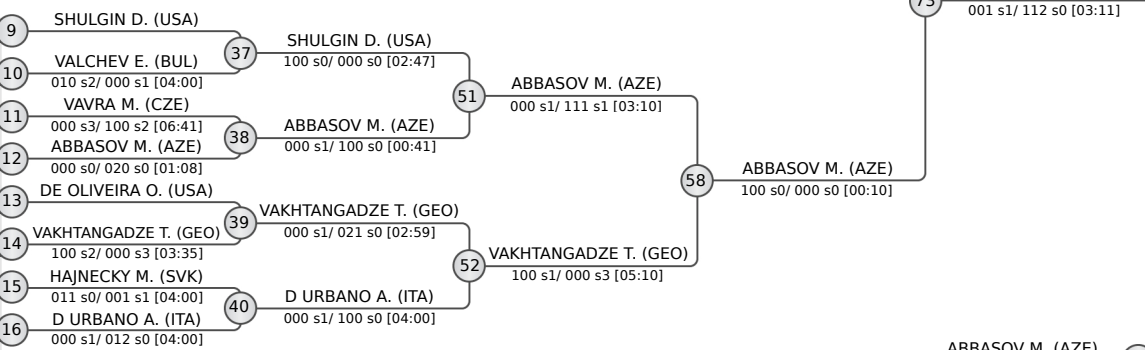 9
SHULGIN D. (USA)
10
VALCHEV E. (BUL)
010 s2/ 000 s1 [04:00]
11
VAVRA M. (CZE)
000 s3/ 100 s2 [06:41]
12
ABBASOV M. (AZE)
000 s0/ 020 s0 [01:08]
13
DE OLIVEIRA O. (USA)
14
VAKHTANGADZE T. (GEO)
100 s2/ 000 s3 [03:35]
15
HAJNECKY M. (SVK)
011 s0/ 001 s1 [04:00]
16
D URBANO A. (ITA)
000 s1/ 012 s0 [04:00]
37
SHULGIN D. (USA)
100 s0/ 000 s0 [02:47]
38
ABBASOV M. (AZE)
000 s1/ 100 s0 [00:41]
39
VAKHTANGADZE T. (GEO)
000 s1/ 021 s0 [02:59]
40
D URBANO A. (ITA)
000 s1/ 100 s0 [04:00]
51
ABBASOV M. (AZE)
000 s1/ 111 s1 [03:10]
52
VAKHTANGADZE T. (GEO)
100 s1/ 000 s3 [05:10]
58
ABBASOV M. (AZE)
100 s0/ 000 s0 [00:10]
73
001 s1/ 112 s0 [03:11]
ABBASOV M. (AZE)